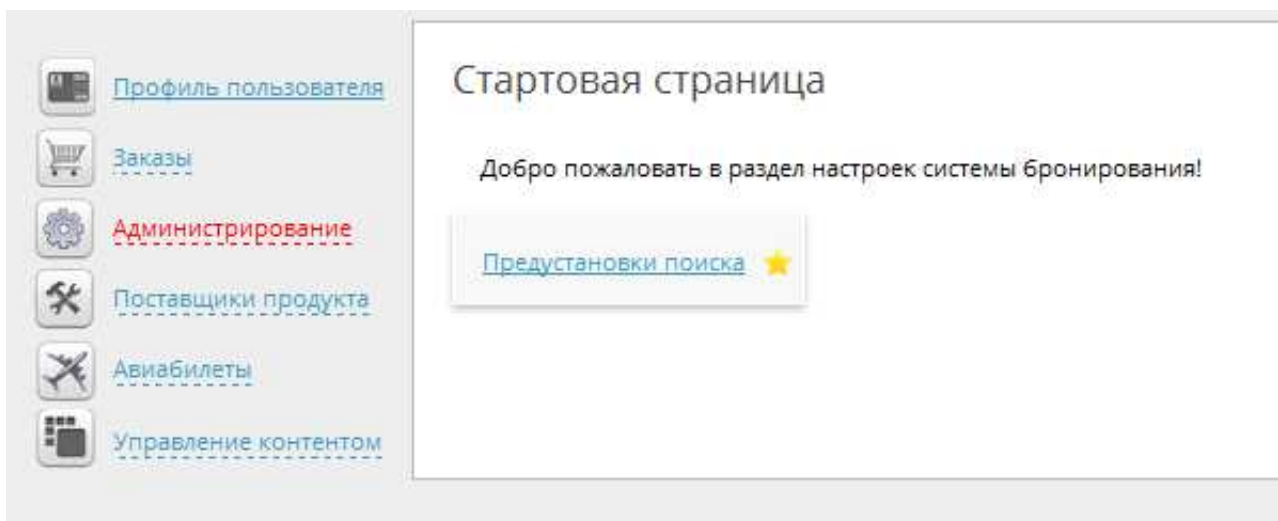 Профиль пользователя
Заказы
Администрирование
Поставщики продукта
Авиабилеты
Управление контентом
Стартовая страница
Добро пожаловать в раздел настроек системы бронирования!
Предустановки поиска